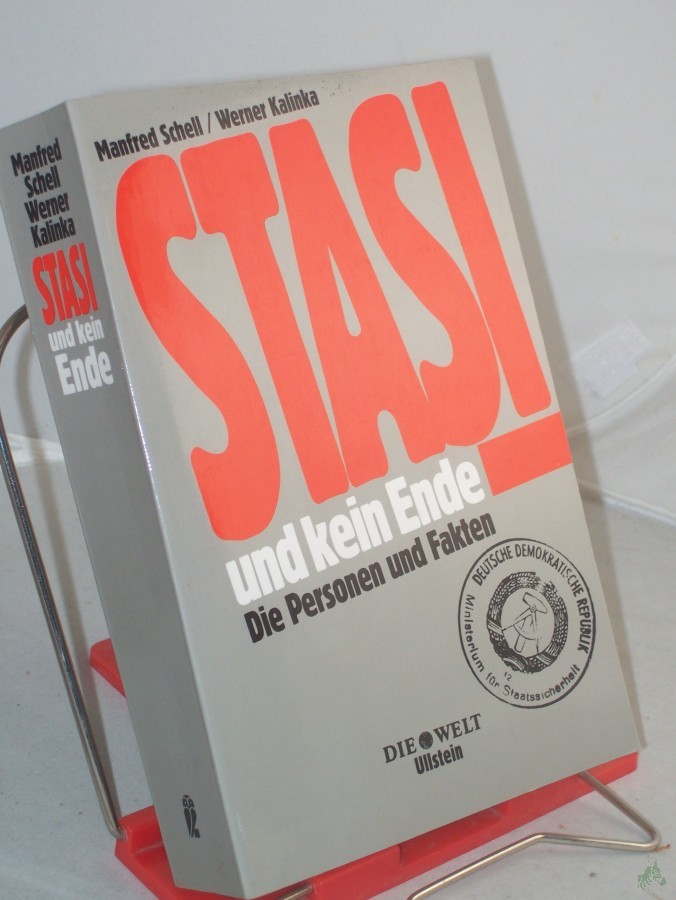 Manfred
Schell
Werner
Kalinka
STASI
und kein
Ende
Manfred Schell / Werner Kalinka
STASI
und kein Ende
Die Personen und Fakten
DEUTSCHE DEMOKRATISCHE REPUBLIK
Ministerium für Staatssicherheit
12
DIE WELT
Ullstein